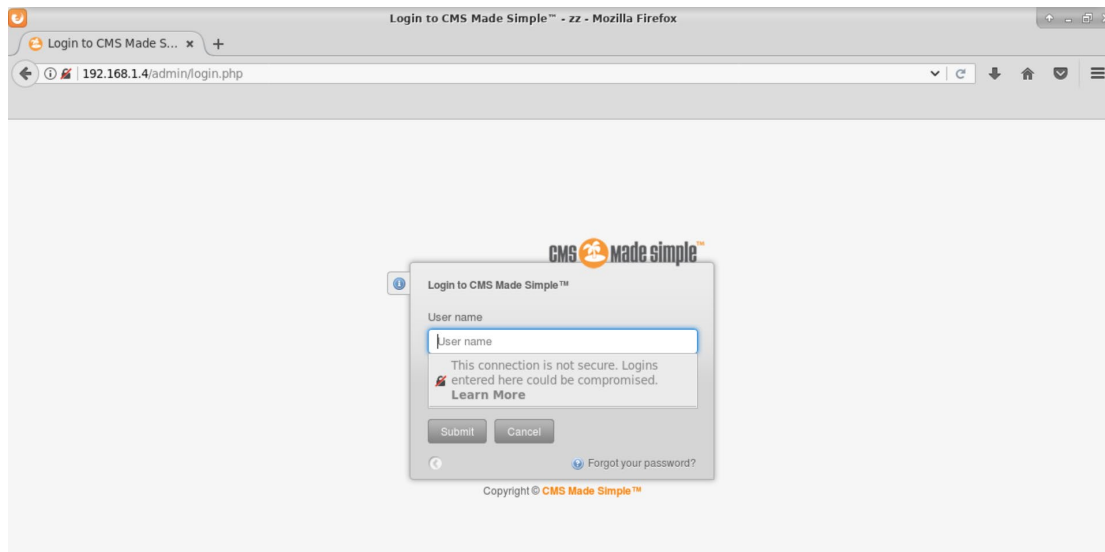 Login to CMS Made Simple™ - zz - Mozilla Firefox
Login to CMS Made S... × +
192.168.1.4/admin/login.php
CMS Made simple™
Login to CMS Made Simple™
User name
User name
This connection is not secure. Logins
entered here could be compromised.
Learn More
Submit Cancel
Forgot your password?
Copyright © CMS Made Simple™